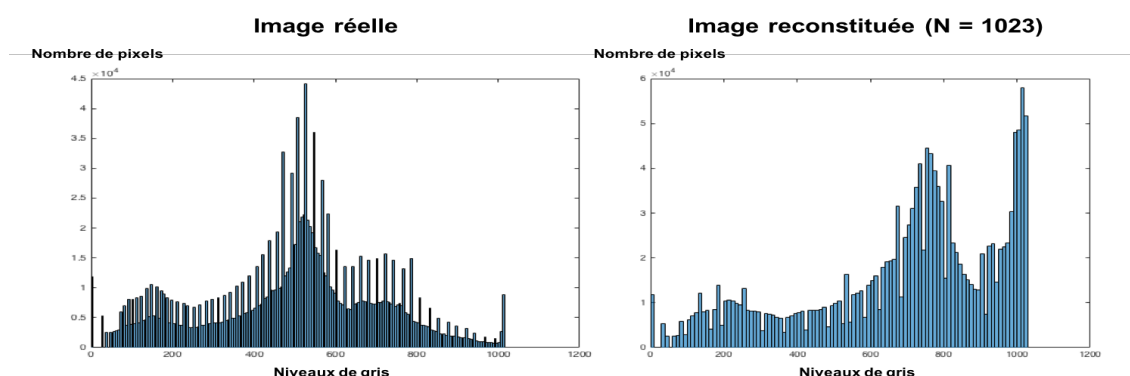 Image réelle
Nombre de pixels
×10⁴
4.5
4
3.5
3
2.5
2
1.5
1
0.5
0
0 200 400 600 800 1000 1200
Niveaux de gris
Image reconstituée (N = 1023)
Nombre de pixels
×10⁴
6
5
4
3
2
1
0
0 200 400 600 800 1000 1200
Niveaux de gris